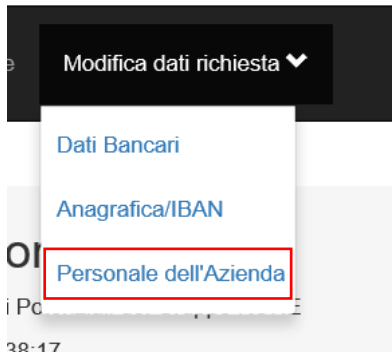 Modifica dati richiesta
Dati Bancari
Anagrafica/IBAN
Personale dell'Azienda
38:17